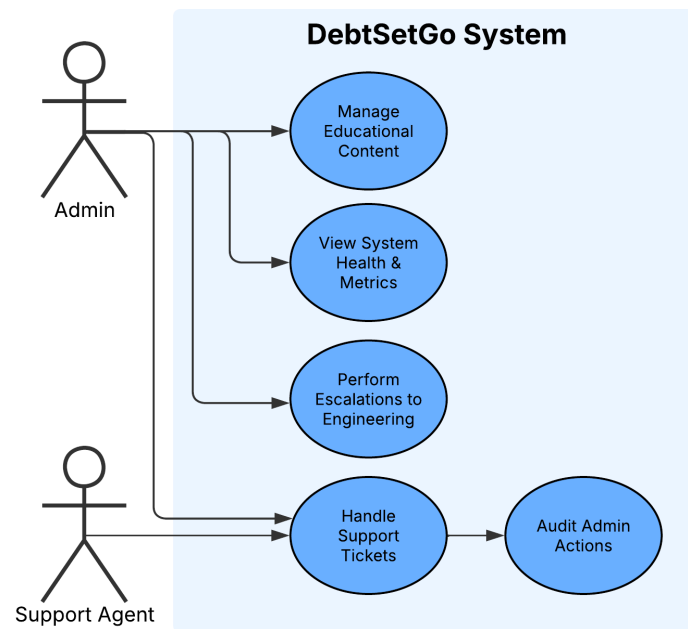 DebtSetGo System
Manage
Educational
Content
Admin
View System
Health &
Metrics
Perform
Escalations to
Engineering
Handle
Support
Tickets
Audit Admin
Actions
Support Agent